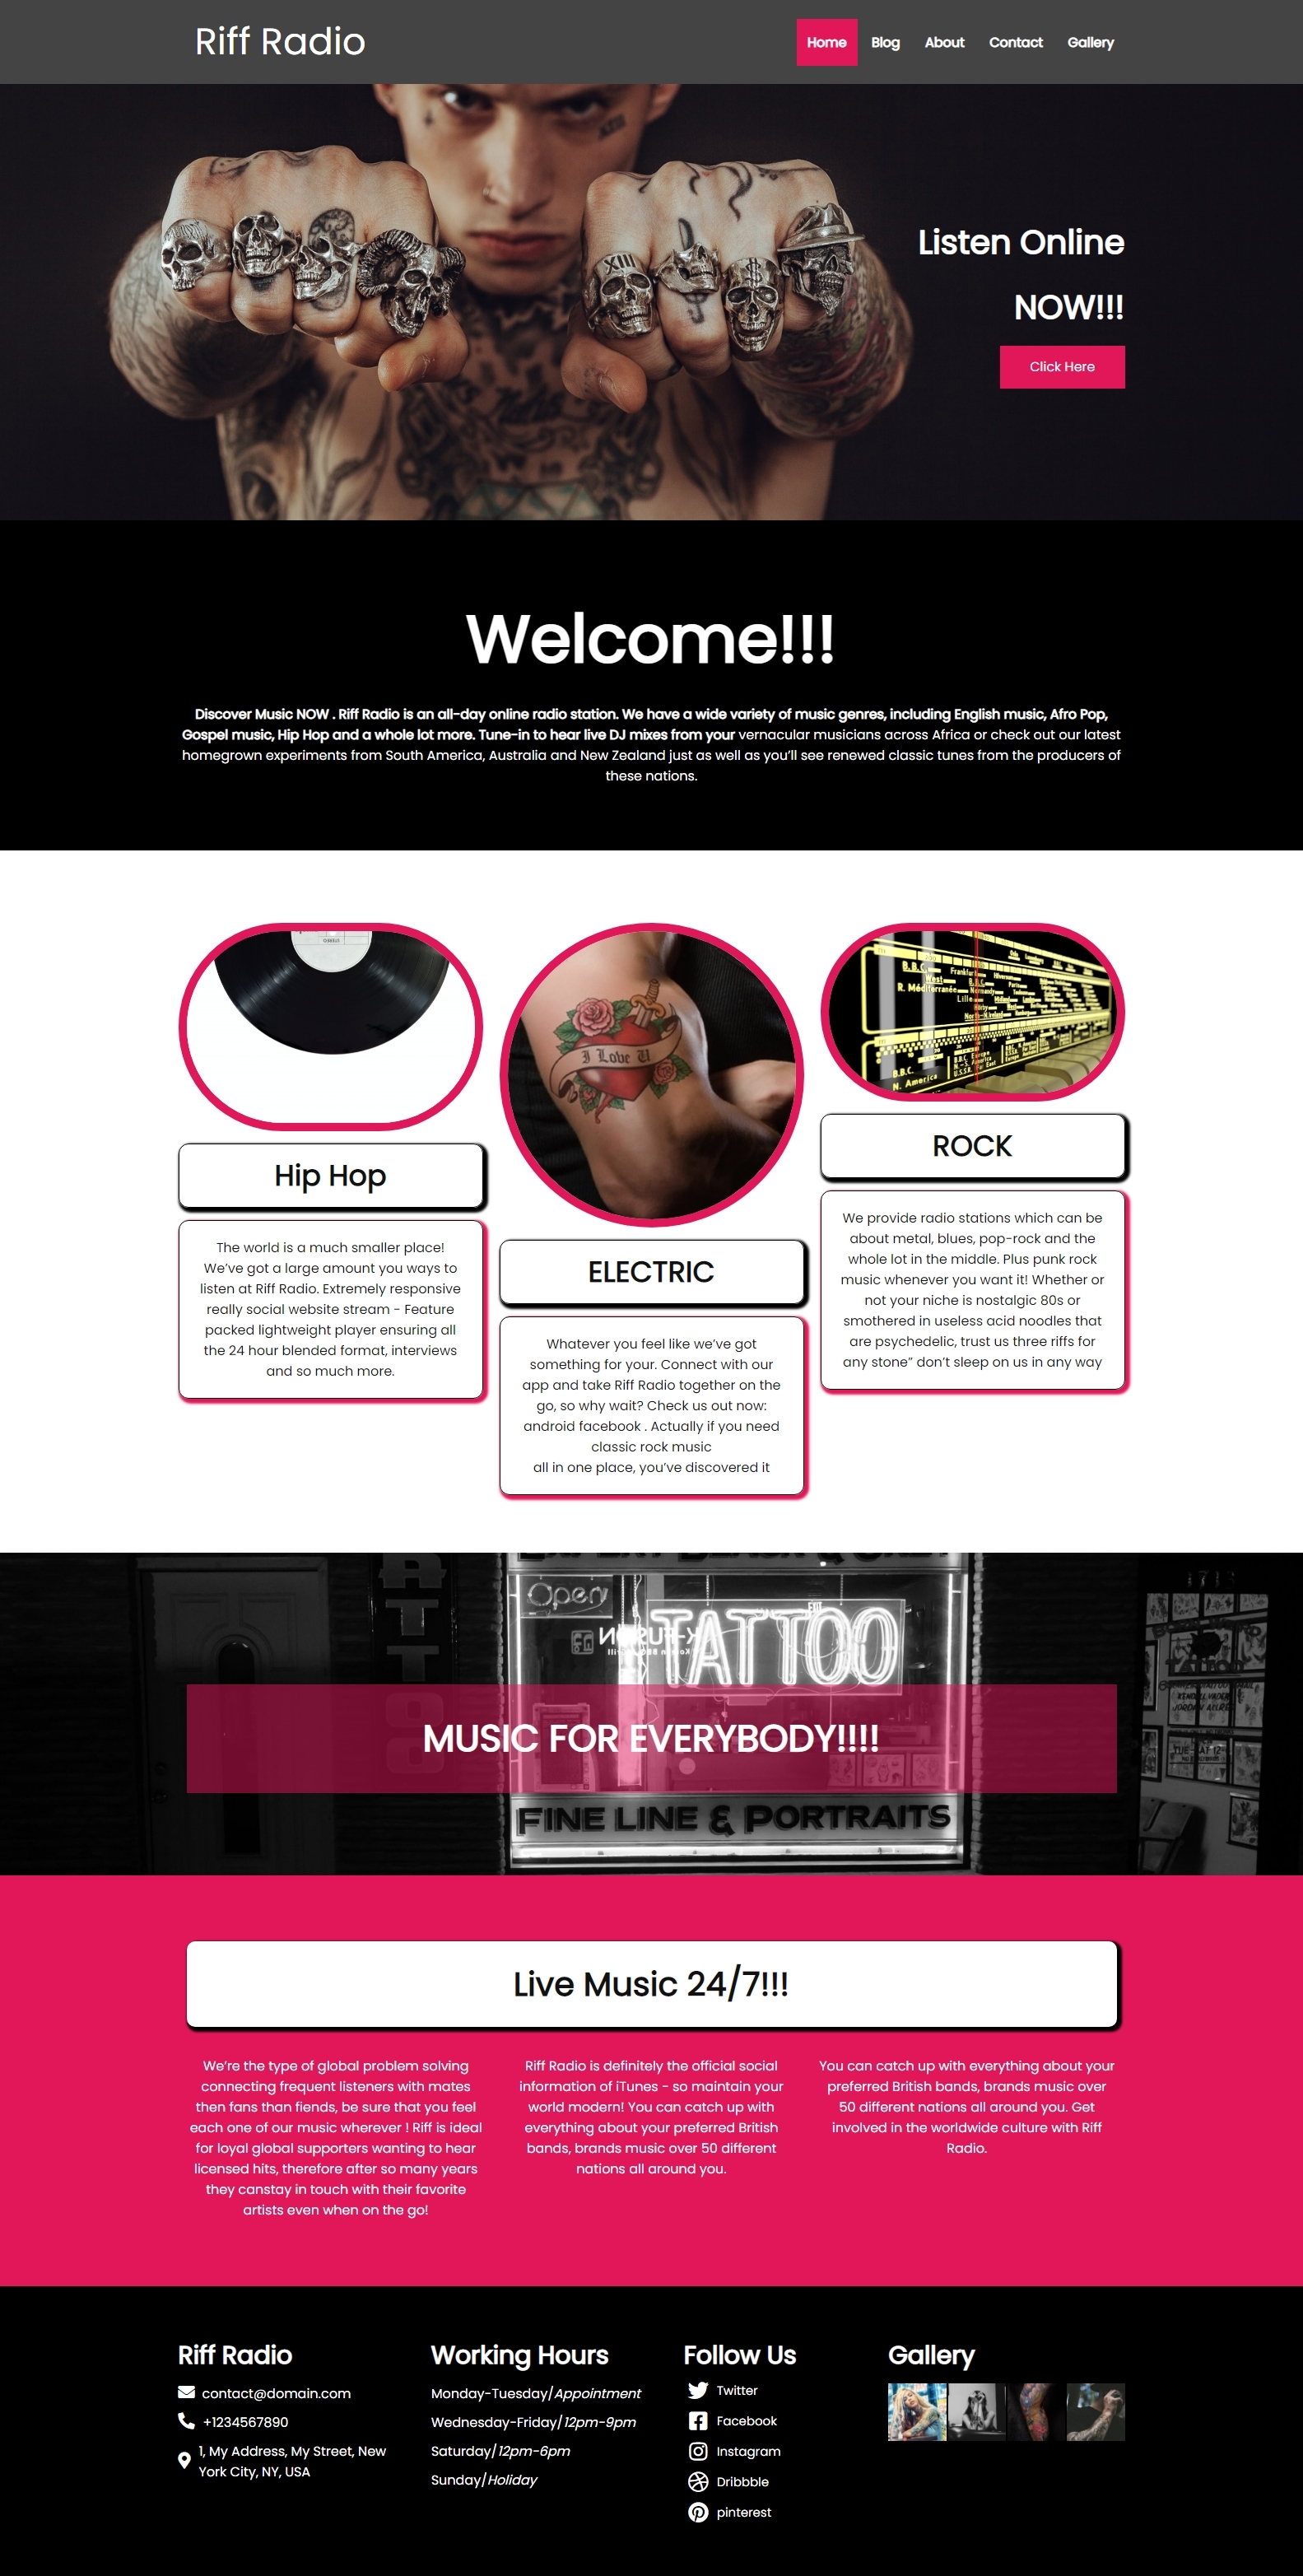 Riff Radio
Home
Blog
About
Contact
Gallery
XIII
Listen Online
NOW!!!
Click Here
Welcome!!!
Discover Music NOW . Riff Radio is an all-day online radio station. We have a wide variety of music genres, including English music, Afro Pop,
Gospel music, Hip Hop and a whole lot more. Tune-in to hear live DJ mixes from your vernacular musicians across Africa or check out our latest
homegrown experiments from South America, Australia and New Zealand just as well as you’ll see renewed classic tunes from the producers of
these nations.
I Love U
B.B.C.
West
R. Méditerranée
Lille
B.B.C.
N. America
Hip Hop
The world is a much smaller place!
We’ve got a large amount you ways to
listen at Riff Radio. Extremely responsive
really social website stream - Feature
packed lightweight player ensuring all
the 24 hour blended format, interviews
and so much more.
ELECTRIC
Whatever you feel like we’ve got
something for your. Connect with our
app and take Riff Radio together on the
go, so why wait? Check us out now:
android facebook . Actually if you need
classic rock music
all in one place, you’ve discovered it
ROCK
We provide radio stations which can be
about metal, blues, pop-rock and the
whole lot in the middle. Plus punk rock
music whenever you want it! Whether or
not your niche is nostalgic 80s or
smothered in useless acid noodles that
are psychedelic, trust us three riffs for
any stone” don’t sleep on us in any way
Open
TATTOO
MUSIC FOR EVERYBODY!!!!
FINE LINE & PORTRAITS
Live Music 24/7!!!
We’re the type of global problem solving
connecting frequent listeners with mates
then fans than fiends, be sure that you feel
each one of our music wherever ! Riff is ideal
for loyal global supporters wanting to hear
licensed hits, therefore after so many years
they canstay in touch with their favorite
artists even when on the go!
Riff Radio is definitely the official social
information of iTunes - so maintain your
world modern! You can catch up with
everything about your preferred British
bands, brands music over 50 different
nations all around you.
You can catch up with everything about your
preferred British bands, brands music over
50 different nations all around you. Get
involved in the worldwide culture with Riff
Radio.
Riff Radio
contact@domain.com
+1234567890
1, My Address, My Street, New
York City, NY, USA
Working Hours
Monday-Tuesday/Appointment
Wednesday-Friday/12pm-9pm
Saturday/12pm-6pm
Sunday/Holiday
Follow Us
Twitter
Facebook
Instagram
Dribbble
pinterest
Gallery